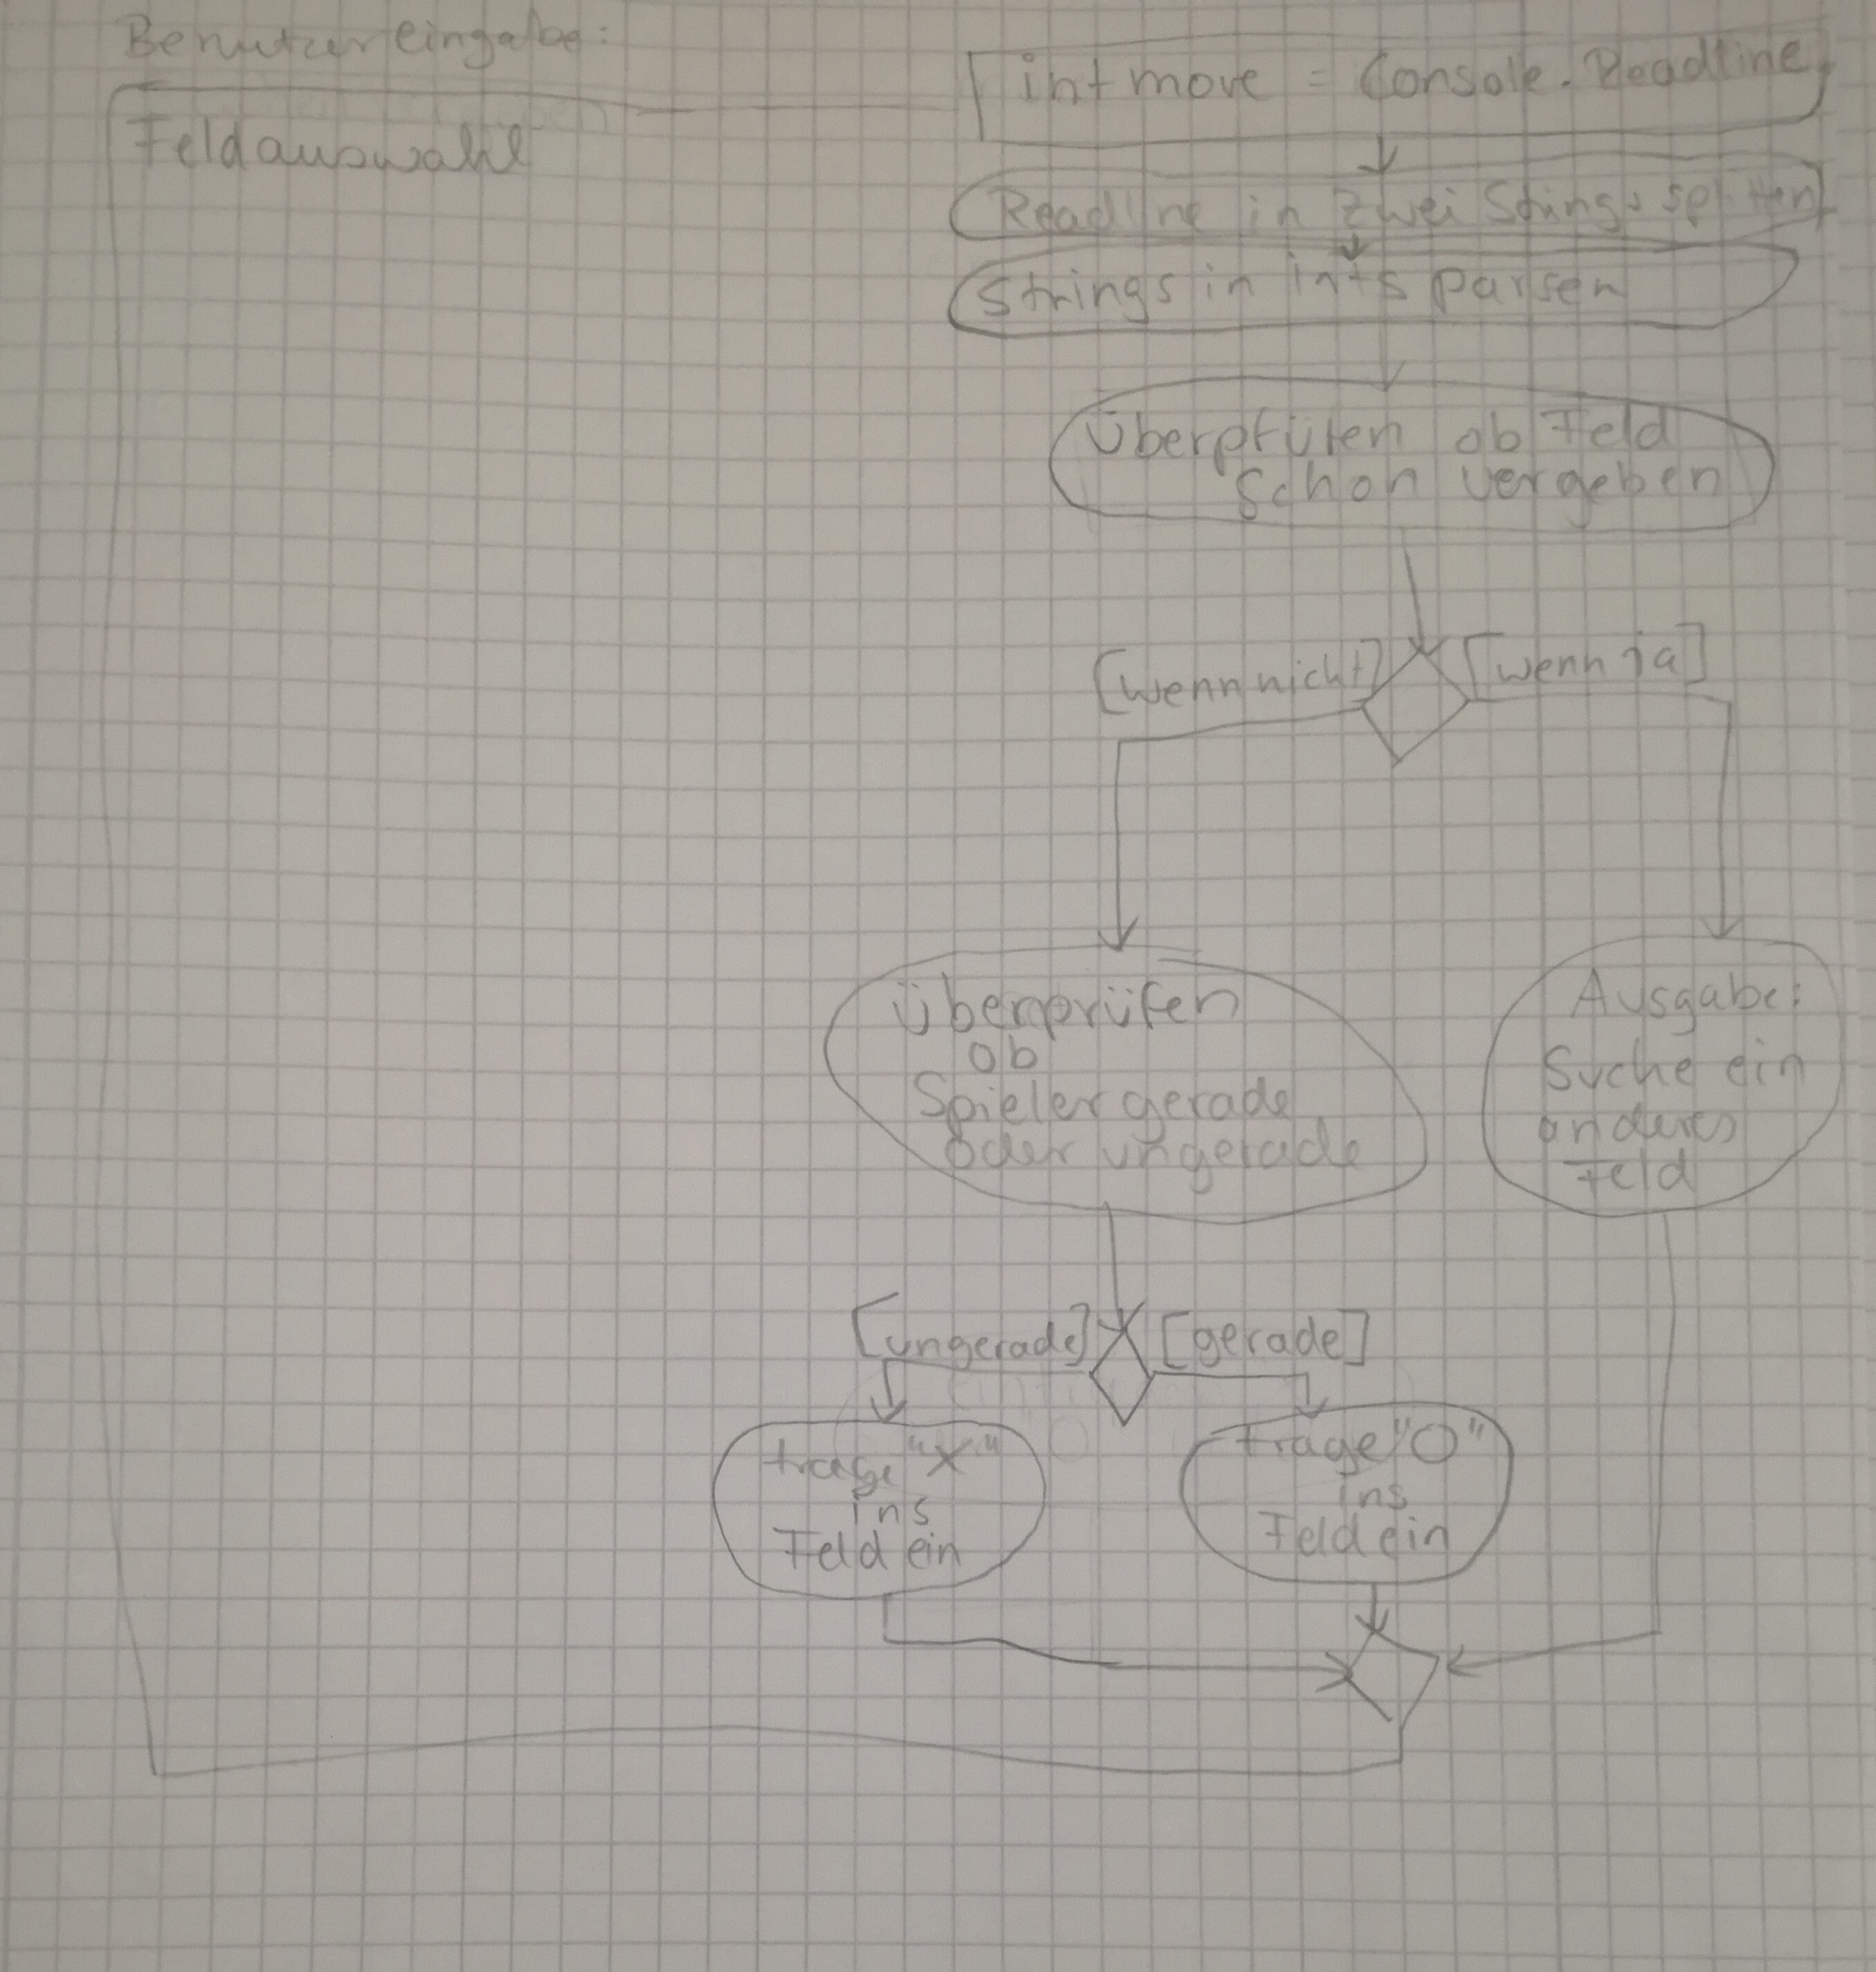 Benutzereingabe:
Feldauswahl
int move = Console.Readline;
Readline in zwei Strings splitten
Strings in ints parsen
Überprüfen ob Feld
schon vergeben
[wenn nicht] [wenn ja]
Überprüfen
ob
Spieler gerade
oder ungerade
Ausgabe:
Suche ein
anderes
Feld
[ungerade] [gerade]
trage "X"
ins
Feld ein
trage "O"
ins
Feld ein